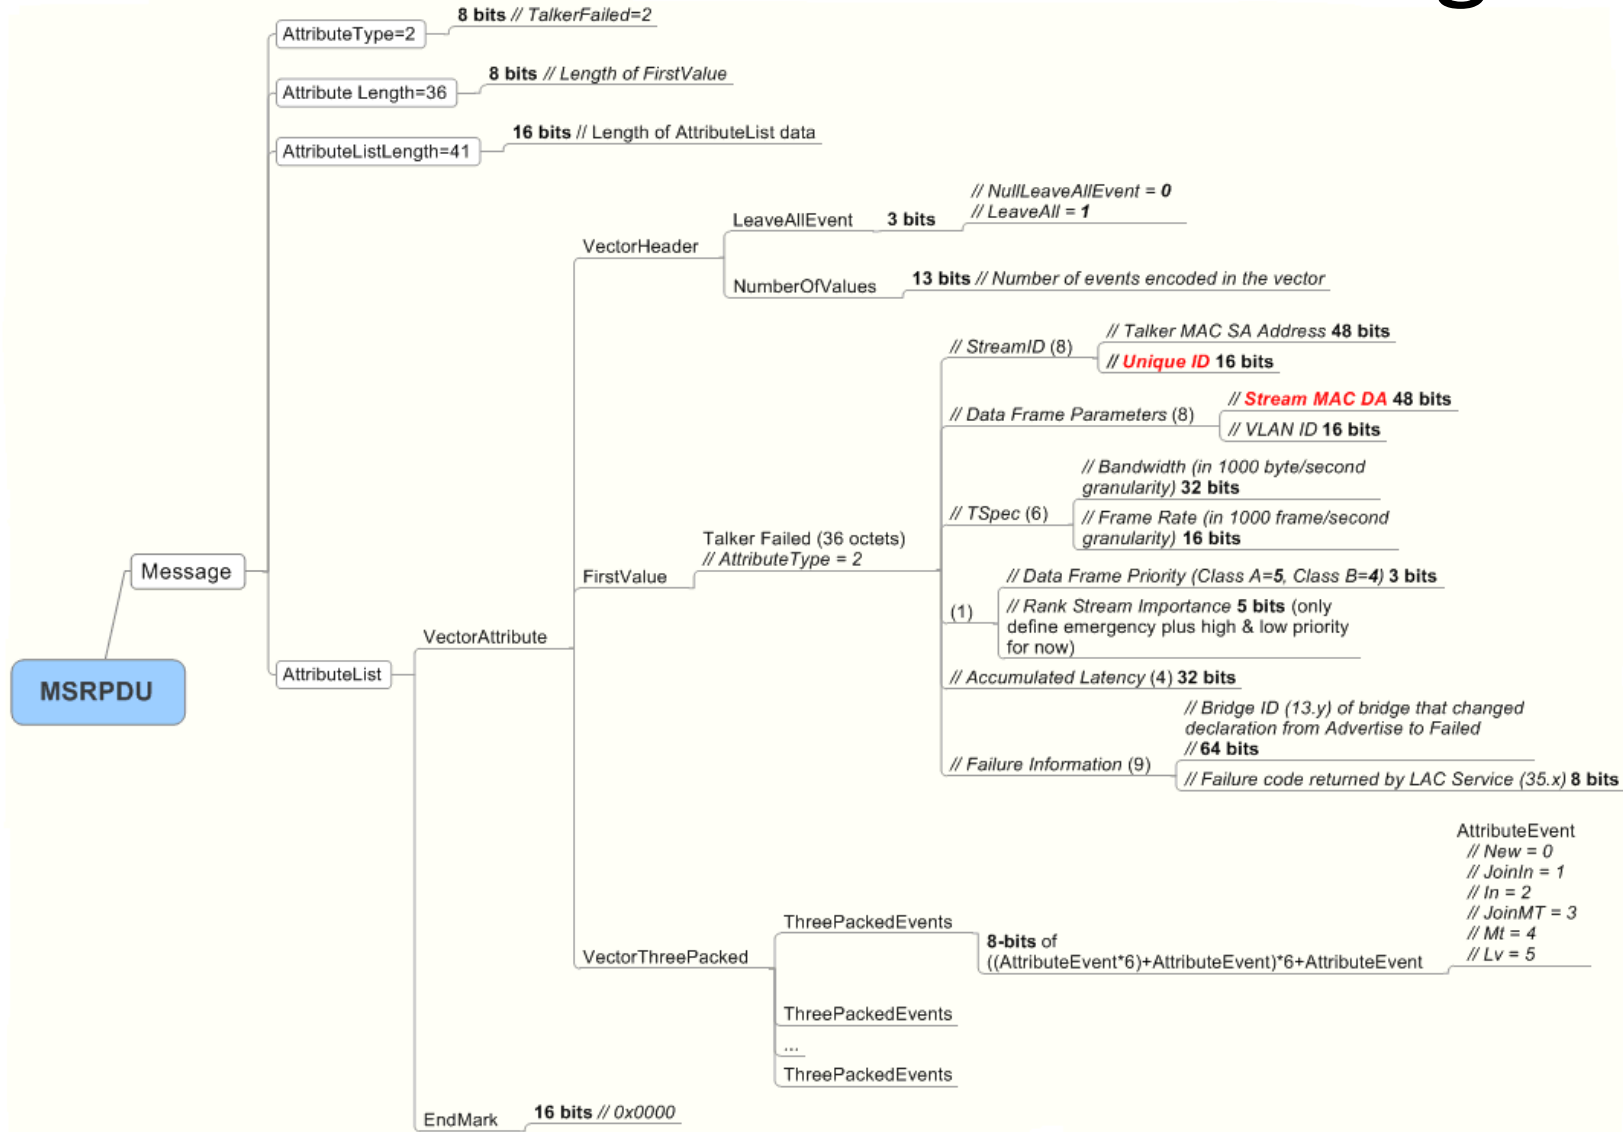 g
AttributeType=2
8 bits // TalkerFailed=2
Attribute Length=36
8 bits // Length of FirstValue
AttributeListLength=41
16 bits // Length of AttributeList data
// NullLeaveAllEvent = 0
// LeaveAll = 1
LeaveAllEvent
3 bits
VectorHeader
NumberOfValues
13 bits // Number of events encoded in the vector
// StreamID (8)
// Talker MAC SA Address 48 bits
// Unique ID 16 bits
// Data Frame Parameters (8)
// Stream MAC DA 48 bits
// VLAN ID 16 bits
// TSpec (6)
// Bandwidth (in 1000 byte/second
granularity) 32 bits
// Frame Rate (in 1000 frame/second
granularity) 16 bits
Message
FirstValue
Talker Failed (36 octets)
// AttributeType = 2
(1)
// Data Frame Priority (Class A=5, Class B=4) 3 bits
// Rank Stream Importance 5 bits (only
define emergency plus high & low priority
for now)
VectorAttribute
AttributeList
MSRPDU
// Accumulated Latency (4) 32 bits
// Failure Information (9)
// Bridge ID (13.y) of bridge that changed
declaration from Advertise to Failed
// 64 bits
// Failure code returned by LAC Service (35.x) 8 bits
VectorThreePacked
ThreePackedEvents
8-bits of
((AttributeEvent*6)+AttributeEvent)*6+AttributeEvent
AttributeEvent
// New = 0
// JoinIn = 1
// In = 2
// JoinMT = 3
// Mt = 4
// Lv = 5
ThreePackedEvents
...
ThreePackedEvents
EndMark
16 bits // 0x0000